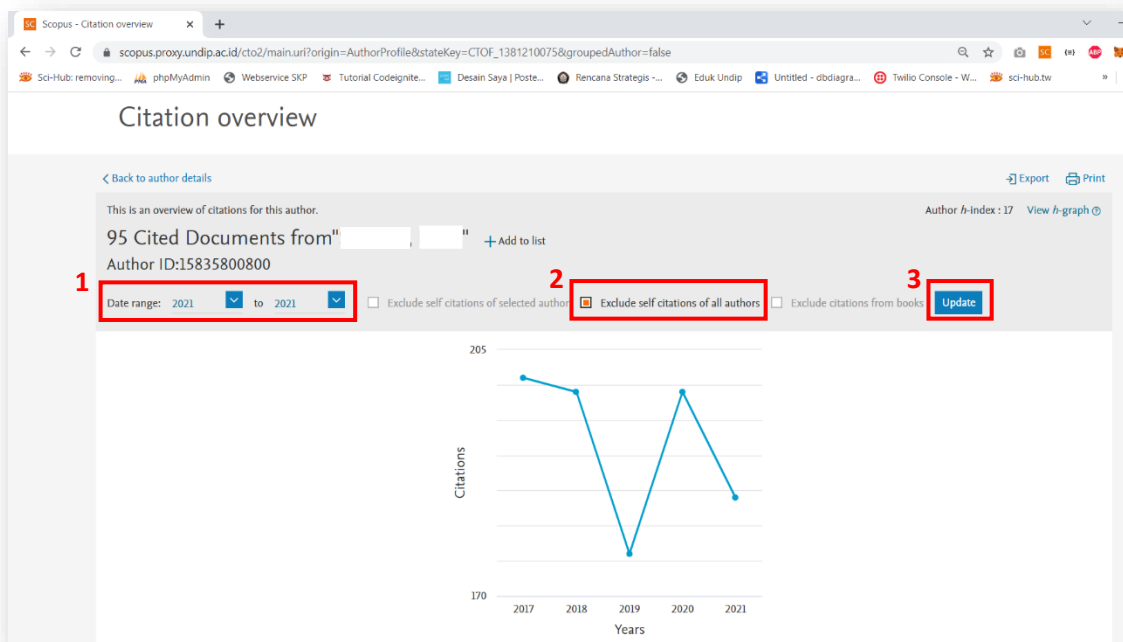 SC Scopus - Citation overview
scopus.proxy.undip.ac.id/cto2/main.uri?origin=AuthorProfile&stateKey=CTOF_1381210075&groupedAuthor=false
SC
ABP
Sci-Hub: removing... phpMyAdmin Webservice SKP Tutorial Codeignite... Desain Saya | Poste... Rencana Strategis -... Eduk Undip Untitled - dbdiagra... Twilio Console - W... sci-hub.tw »
Citation overview
Back to author details Export Print
This is an overview of citations for this author. Author h-index : 17 View h-graph
95 Cited Documents from" , " + Add to list
Author ID:15835800800
1 2 3
Date range: 2021 to 2021 Exclude self citations of selected author Exclude self citations of all authors Exclude citations from books Update
205
Citations
170
2017 2018 2019 2020 2021
Years